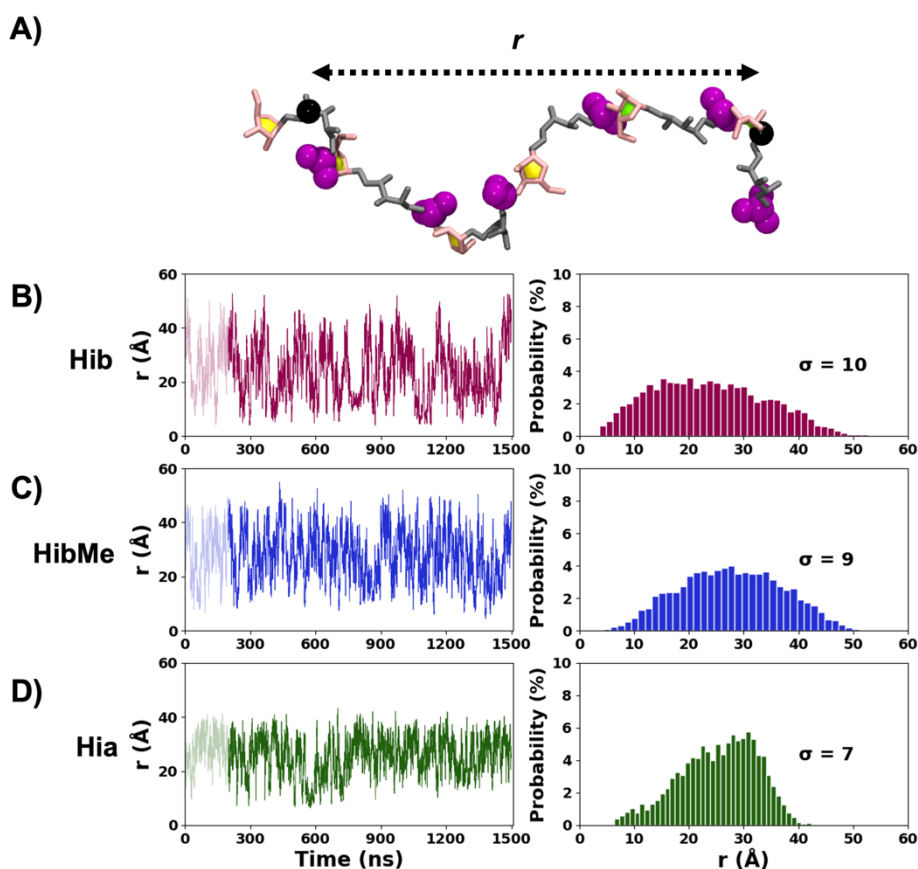 A)
r
B)
Hib
r (Å)
60
40
20
0
0 300 600 900 1200 1500
Probability (%)
10
8
6
4
2
0
0 10 20 30 40 50 60
σ = 10
C)
HibMe
r (Å)
60
40
20
0
0 300 600 900 1200 1500
Probability (%)
10
8
6
4
2
0
0 10 20 30 40 50 60
σ = 9
D)
Hia
r (Å)
60
40
20
0
0 300 600 900 1200 1500
Time (ns)
Probability (%)
10
8
6
4
2
0
0 10 20 30 40 50 60
r (Å)
σ = 7